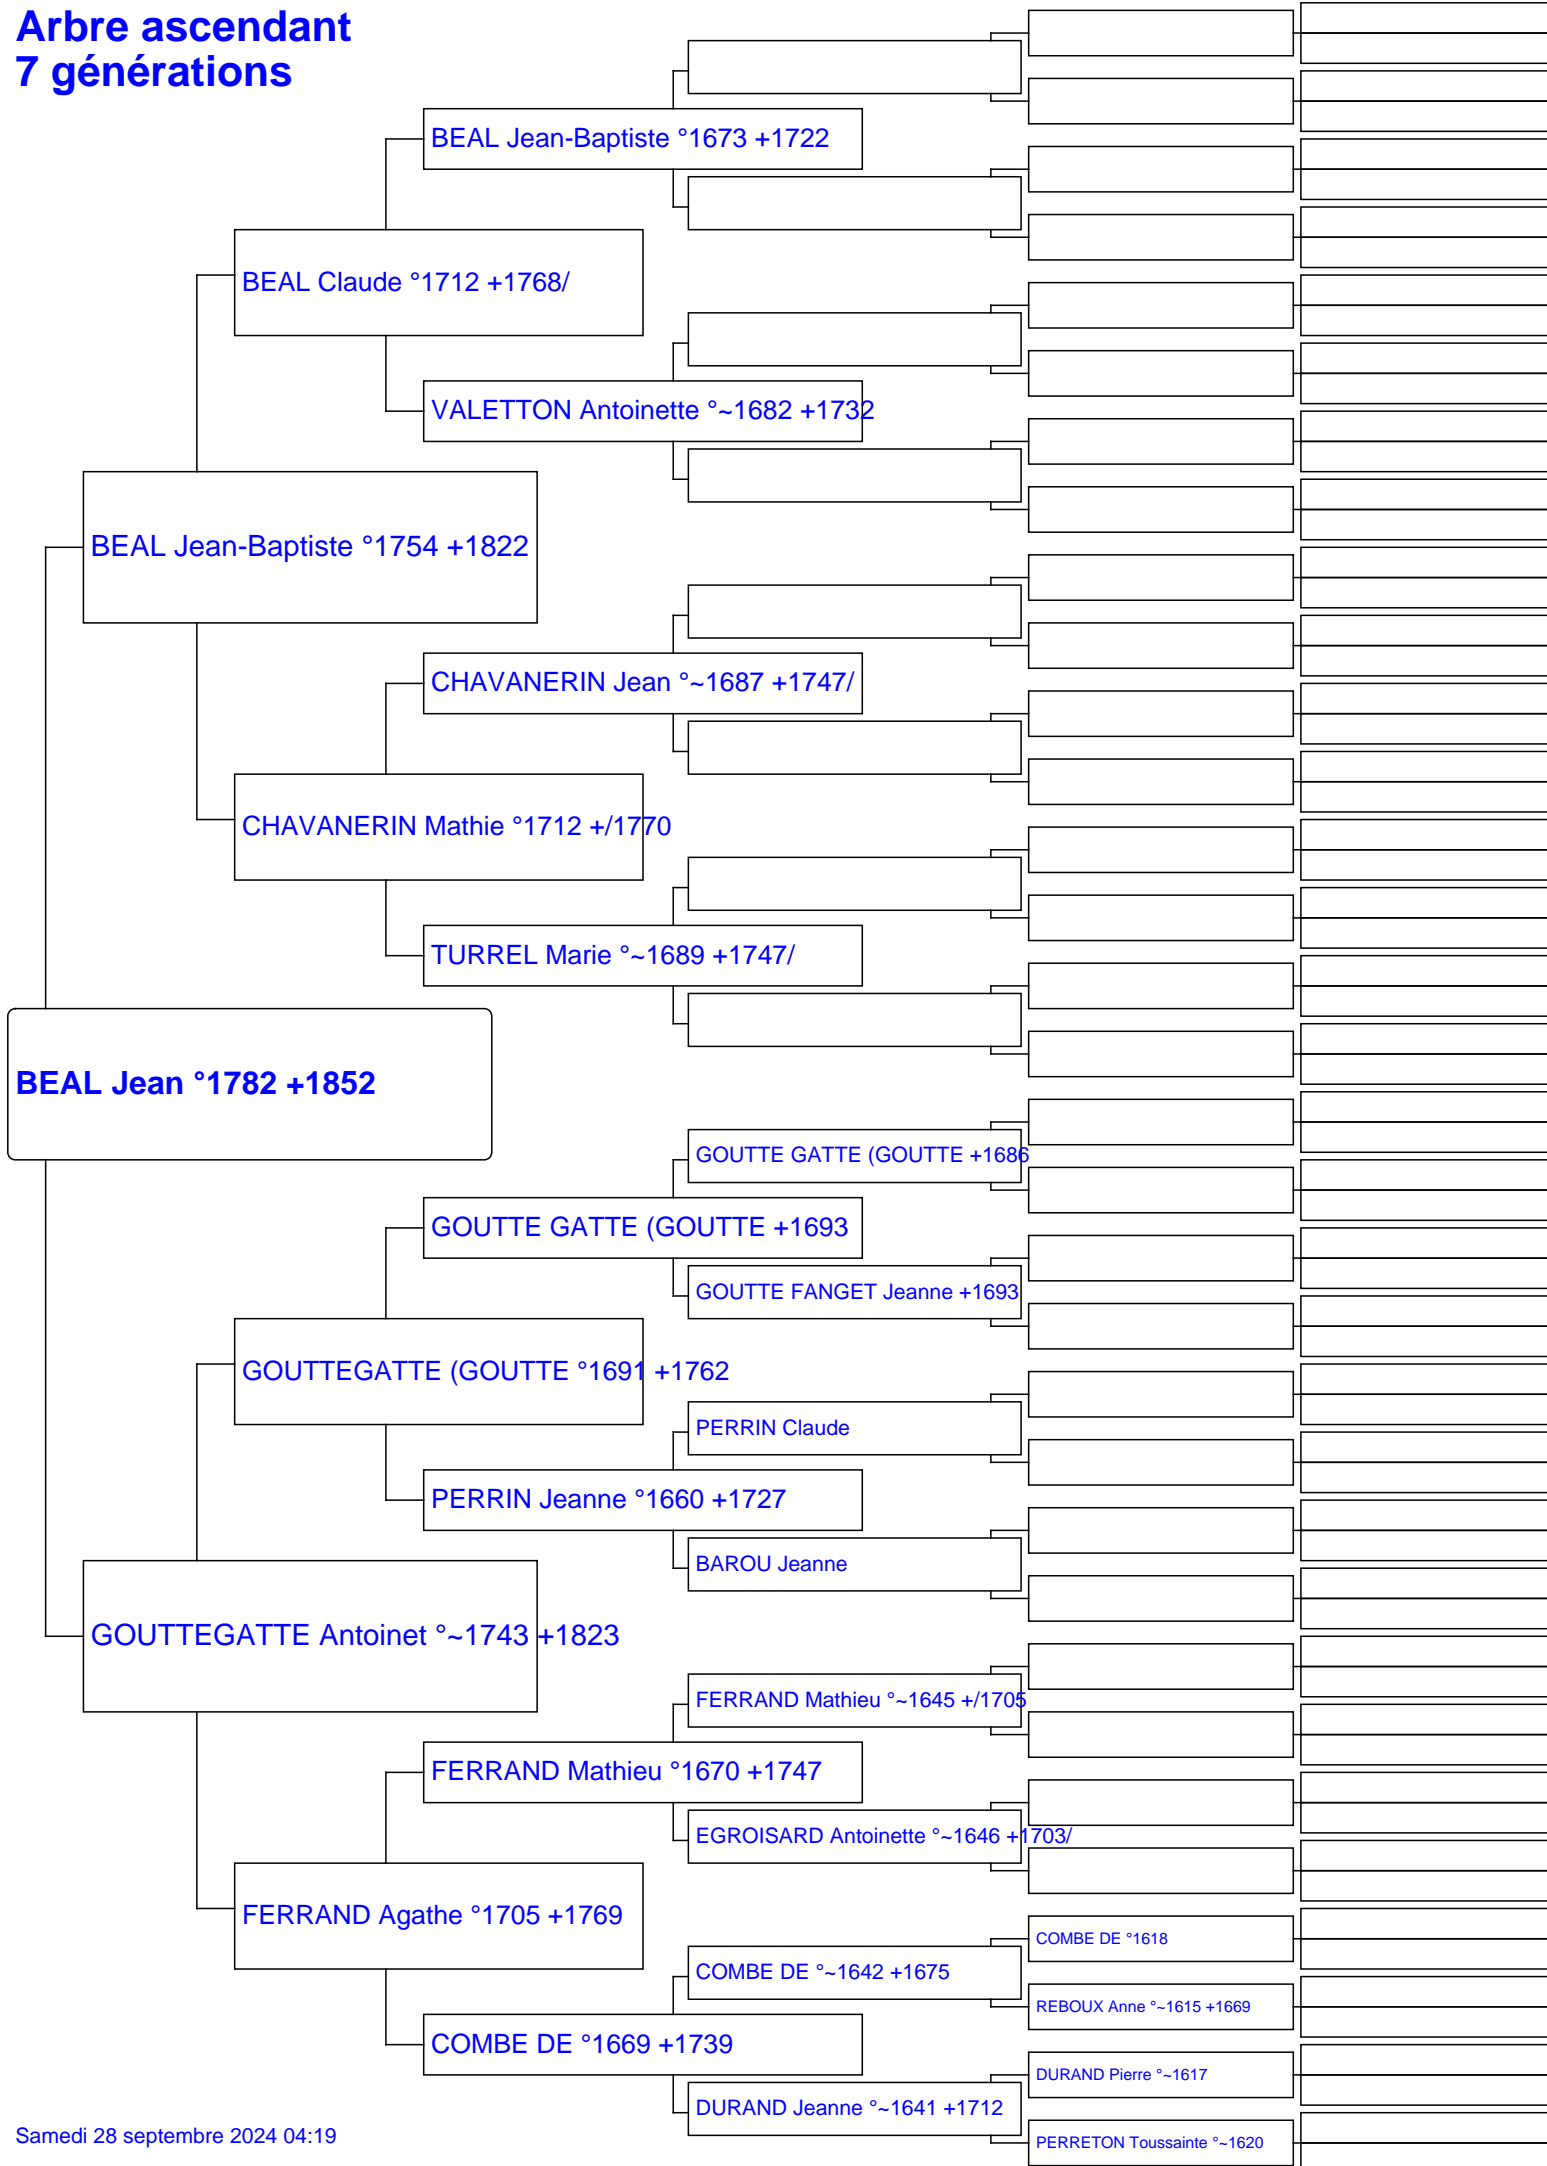 Arbre ascendant
7 générations
BEAL Jean-Baptiste °1673 +1722
BEAL Claude °1712 +1768/
VALETTON Antoinette °~1682 +1732
BEAL Jean-Baptiste °1754 +1822
CHAVANERIN Jean °~1687 +1747/
CHAVANERIN Mathie °1712 +/1770
TURREL Marie °~1689 +1747/
BEAL Jean °1782 +1852
GOUTTE GATTE (GOUTTE +1686
GOUTTE GATTE (GOUTTE +1693
GOUTTE FANGET Jeanne +1693
GOUTTEGATTE (GOUTTE °1691 +1762
PERRIN Claude
PERRIN Jeanne °1660 +1727
BAROU Jeanne
GOUTTEGATTE Antoinet °~1743 +1823
FERRAND Mathieu °~1645 +/1705
FERRAND Mathieu °1670 +1747
EGROISARD Antoinette °~1646 +1703/
FERRAND Agathe °1705 +1769
COMBE DE °1618
COMBE DE °~1642 +1675
REBOUX Anne °~1615 +1669
COMBE DE °1669 +1739
DURAND Pierre °~1617
DURAND Jeanne °~1641 +1712
PERRETON Toussainte °~1620
Samedi 28 septembre 2024 04:19